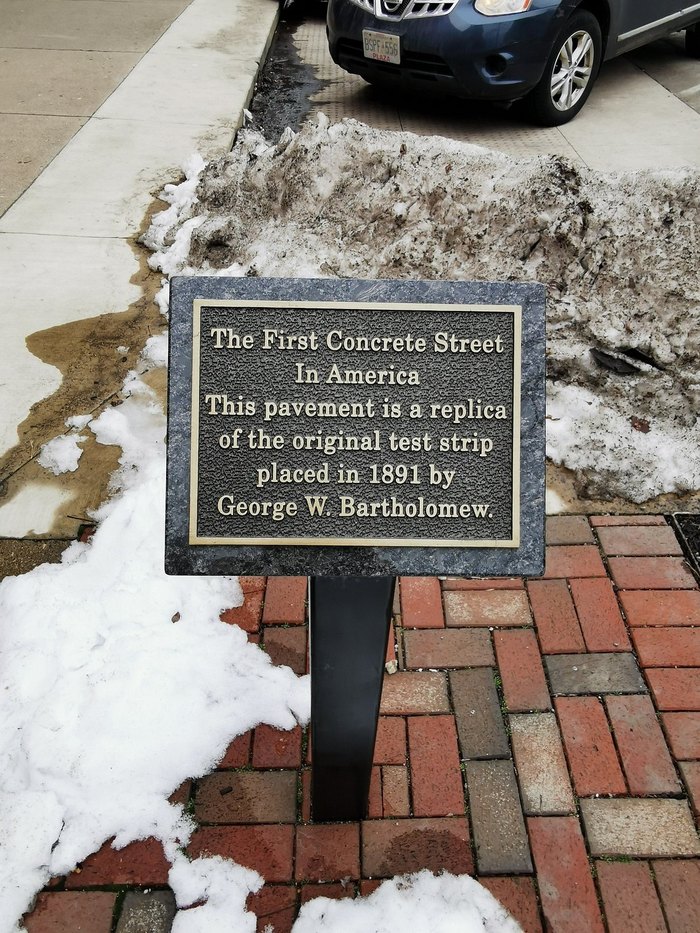 The First Concrete Street
In America
This pavement is a replica
of the original test strip
placed in 1891 by
George W. Bartholomew.